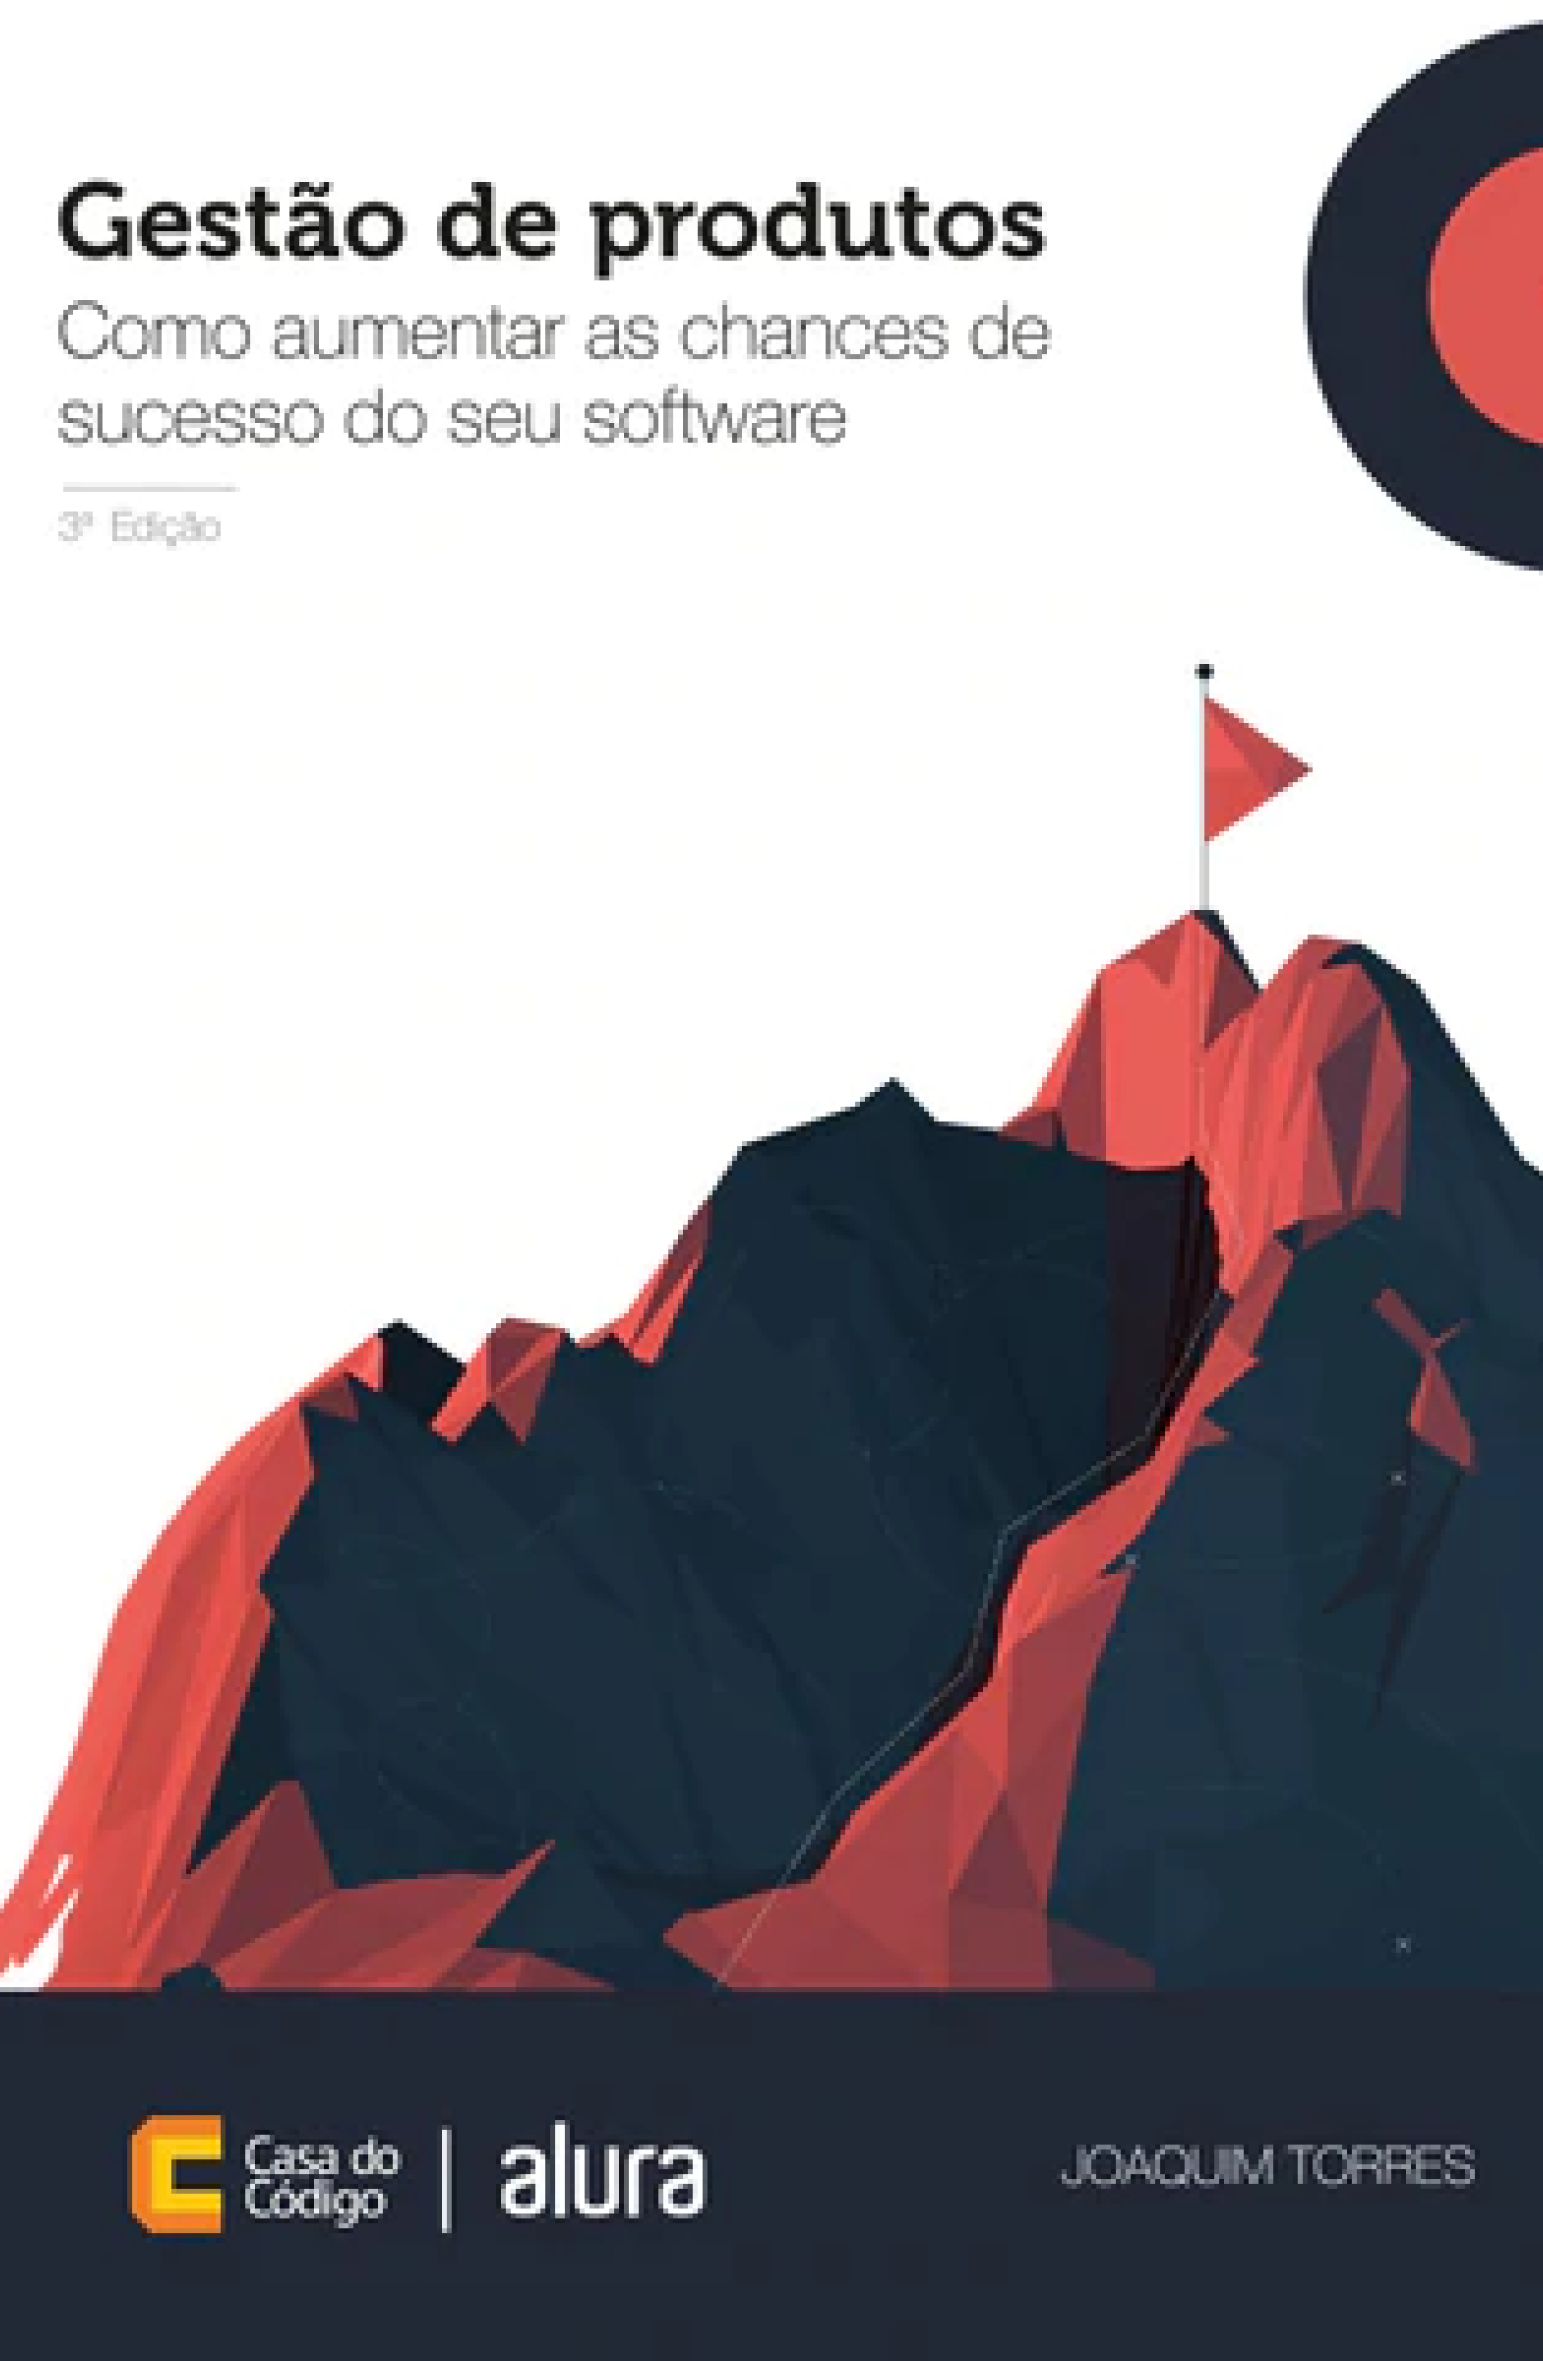 Gestão de produtos
Como aumentar as chances de
sucesso do seu software
3ª Edição
Casa do
Código
alura
JOAQUIM TORRES